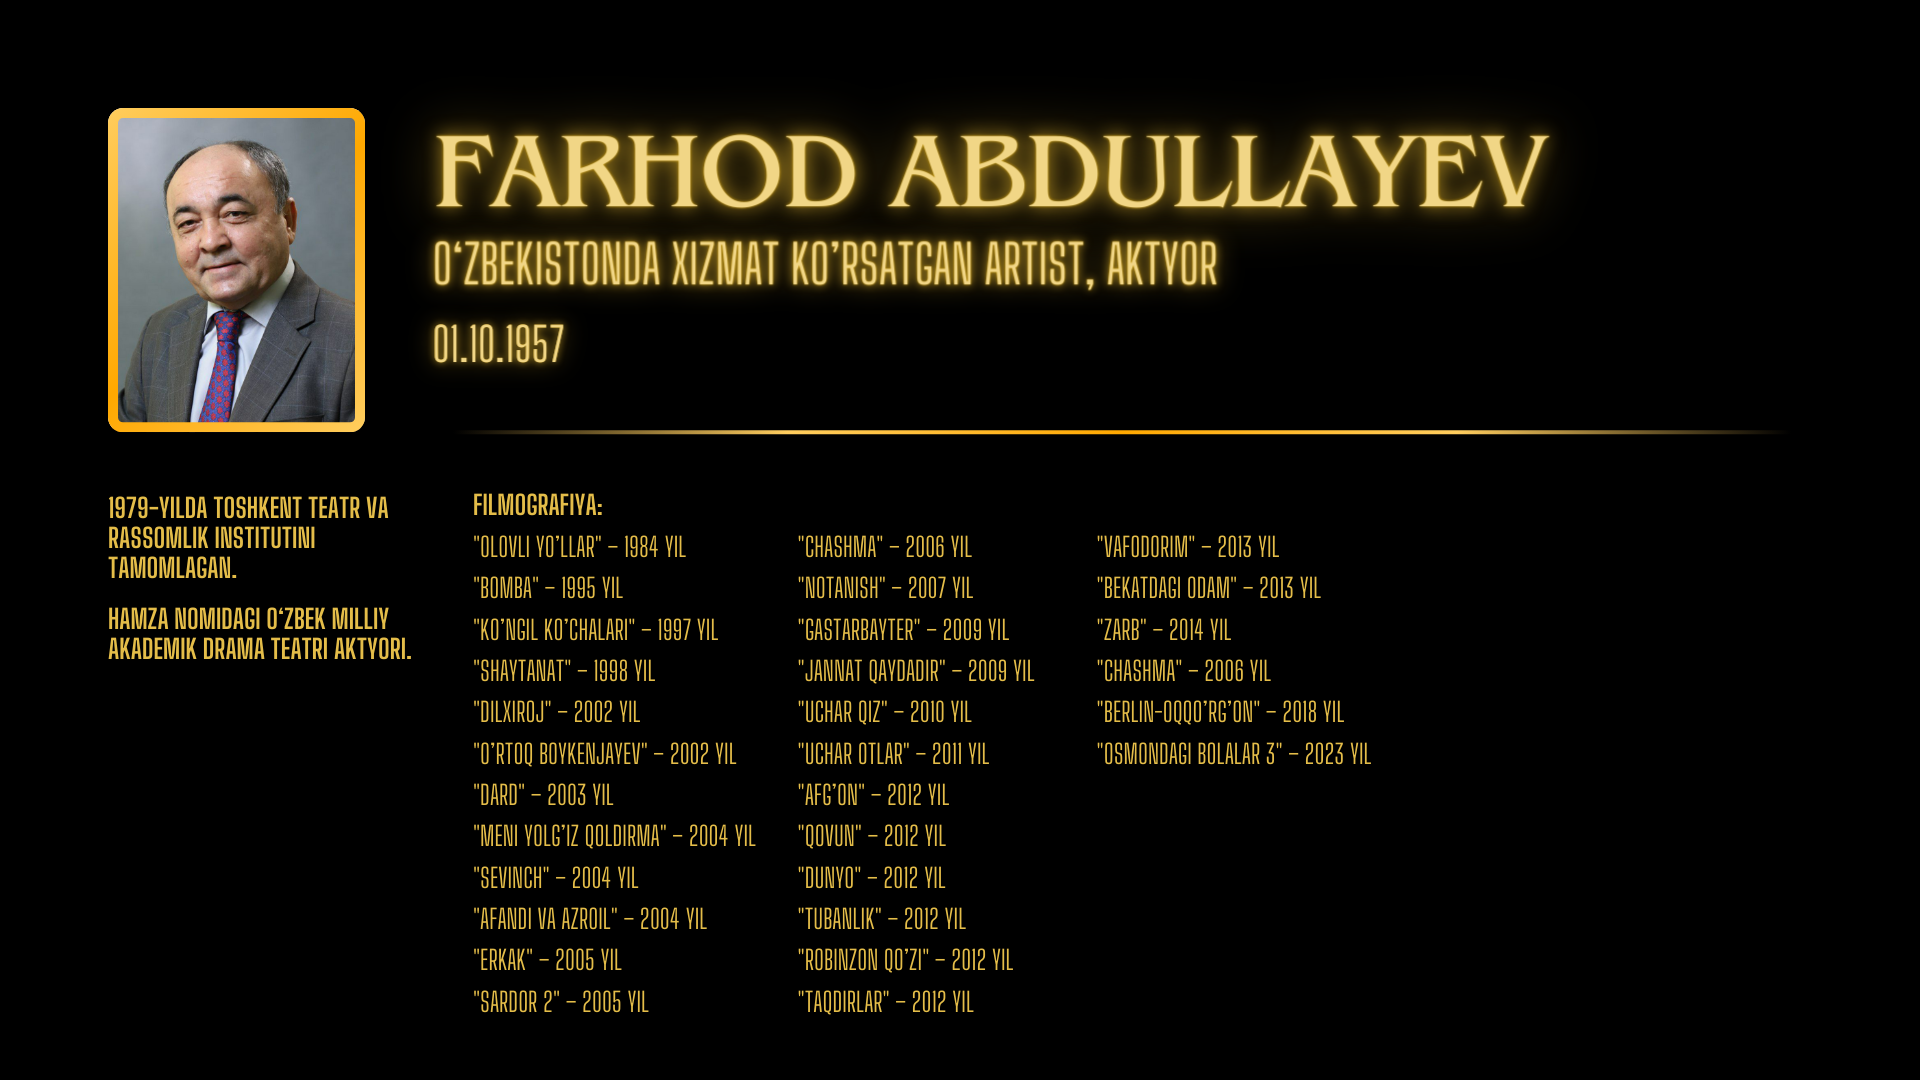 FARHOD ABDULLAYEV
O‘ZBEKISTONDA XIZMAT KO’RSATGAN ARTIST, AKTYOR
01.10.1957
1979-YILDA TOSHKENT TEATR VA
RASSOMLIK INSTITUTINI
TAMOMLAGAN.
HAMZA NOMIDAGI O‘ZBEK MILLIY
AKADEMIK DRAMA TEATRI AKTYORI.
FILMOGRAFIYA:
"OLOVLI YO’LLAR" – 1984 YIL
"BOMBA" – 1995 YIL
"KO’NGIL KO’CHALARI" – 1997 YIL
"SHAYTANAT" – 1998 YIL
"DILXIROJ" – 2002 YIL
"O’RTOQ BOYKENJAYEV" – 2002 YIL
"DARD" – 2003 YIL
"MENI YOLG’IZ QOLDIRMA" – 2004 YIL
"SEVINCH" – 2004 YIL
"AFANDI VA AZROIL" – 2004 YIL
"ERKAK" – 2005 YIL
"SARDOR 2" – 2005 YIL
"CHASHMA" – 2006 YIL
"NOTANISH" – 2007 YIL
"GASTARBAYTER" – 2009 YIL
"JANNAT QAYDADIR" – 2009 YIL
"UCHAR QIZ" – 2010 YIL
"UCHAR OTLAR" – 2011 YIL
"AFG’ON" – 2012 YIL
"QOVUN" – 2012 YIL
"DUNYO" – 2012 YIL
"TUBANLIK" – 2012 YIL
"ROBINZON QO’ZI" – 2012 YIL
"TAQDIRLAR" – 2012 YIL
"VAFODORIM" – 2013 YIL
"BEKATDAGI ODAM" – 2013 YIL
"ZARB" – 2014 YIL
"CHASHMA" – 2006 YIL
"BERLIN-OQQO’RG’ON" – 2018 YIL
"OSMONDAGI BOLALAR 3" – 2023 YIL